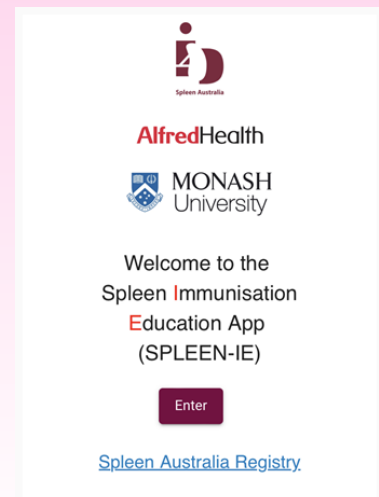 Spleen Australia
AlfredHealth
MONASH
University
Welcome to the
Spleen Immunisation
Education App
(SPLEEN-IE)
Enter
Spleen Australia Registry